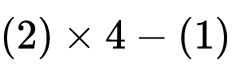 (2) × 4 − (1)